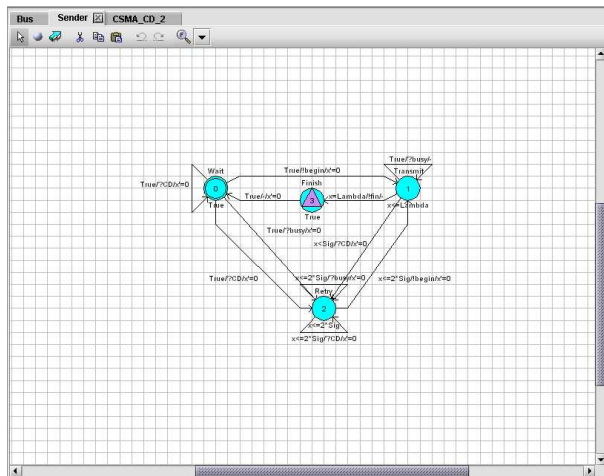 Bus Sender CSMA_CD_2
True/?busy/-
Wait Transmit
True/!begin/x'=0
Finish
True/?CD/x'=0 0 True/-/x'=0 3 x=Lambda/!fin/- 1
True True x<=Lambda
True/?busy/x'=0
x<Sig/?CD/x'=0
True/?CD/x'=0 x<=2*Sig/?busy/x'=0 x<=2*Sig/!begin/x'=0
Retry
2
x<=2*Sig
x<=2*Sig/?CD/x'=0